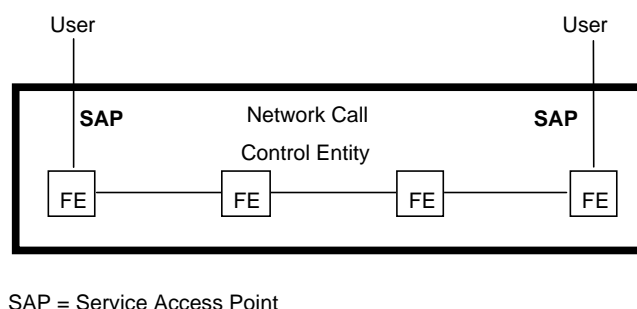 User User
SAP Network Call SAP
Control Entity
FE FE FE FE
SAP = Service Access Point